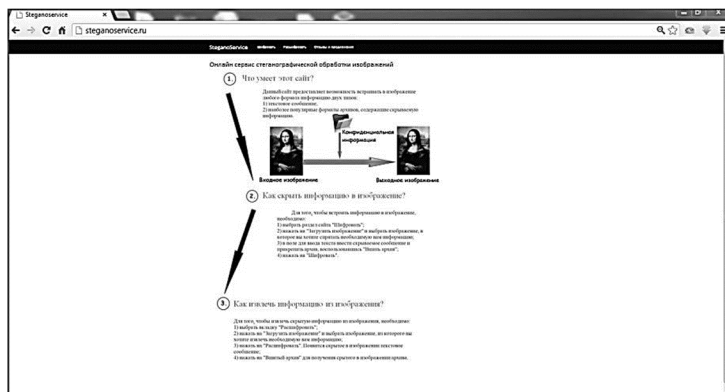 Steganoservice
steganoservice.ru
SteganoService Шифровать Расшифровать Отзывы и предложения
Онлайн сервис стеганографической обработки изображений
1. Что умеет этот сайт?
Данный сайт предоставляет возможность встраивать в изображение
любого формата информацию двух типов:
1) текстовое сообщение;
2) наиболее популярные форматы архивов, содержащие скрываемую
информацию.
Конфиденциальная
информация
Входное изображение Выходное изображение
2. Как скрыть информацию в изображение?
Для того, чтобы встроить информацию в изображение,
необходимо:
1) выбрать раздел сайта "Шифровать";
2) нажать на "Загрузить изображение" и выбрать изображение, в
которое вы хотите спрятать необходимую вам информацию;
3) в поле для ввода текста ввести скрываемое сообщение и
прикрепить архив, воспользовавшись "Вшить архив";
4) нажать на "Шифровать".
3. Как извлечь информацию из изображения?
Для того, чтобы извлечь скрытую информацию из изображения, необходимо:
1) выбрать вкладку "Расшифровать";
2) нажать на "Загрузить изображение" и выбрать изображение, из которого вы
хотите извлечь необходимую вам информацию;
3) нажать на "Расшифровать". Появится скрытое в изображение текстовое
сообщение;
4) нажать на "Вшитый архив" для получения скрытого в изображении архива.